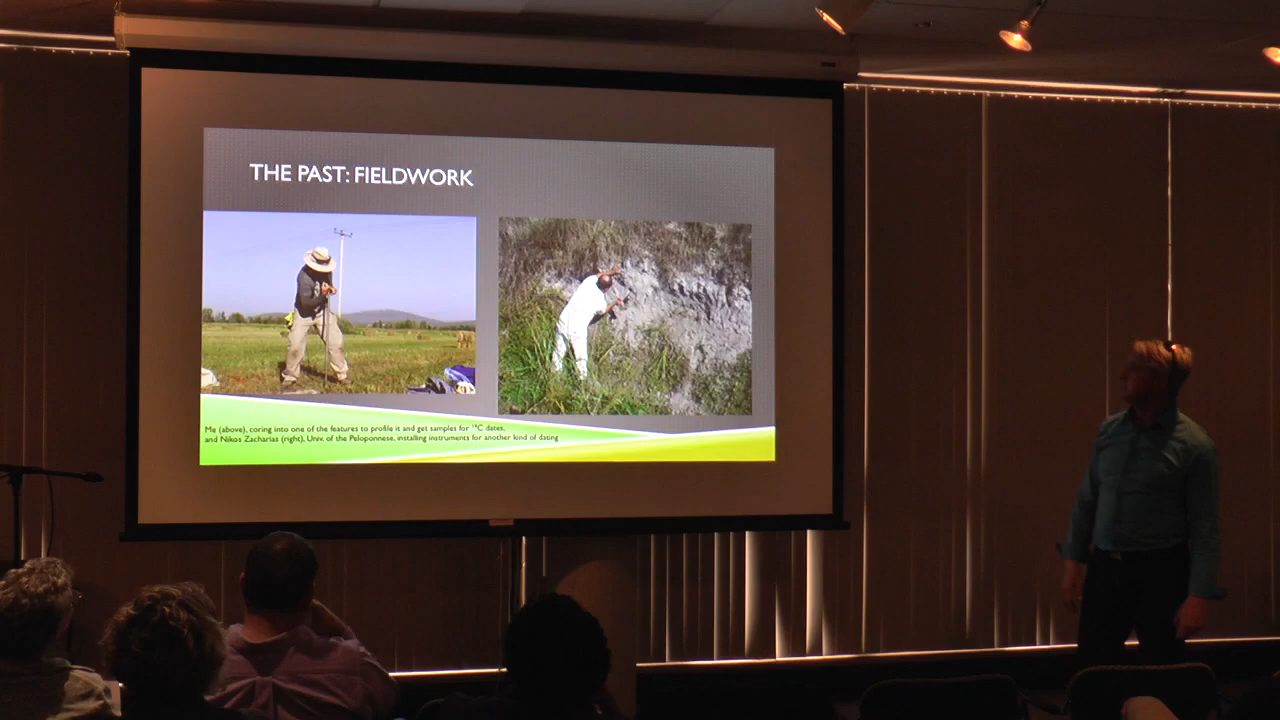 THE PAST: FIELDWORK
Me (above), coring into one of the features to profile it and get samples for ¹⁴C dates,
and Nikos Zacharias (right), Univ. of the Peloponnese, installing instruments for another kind of dating